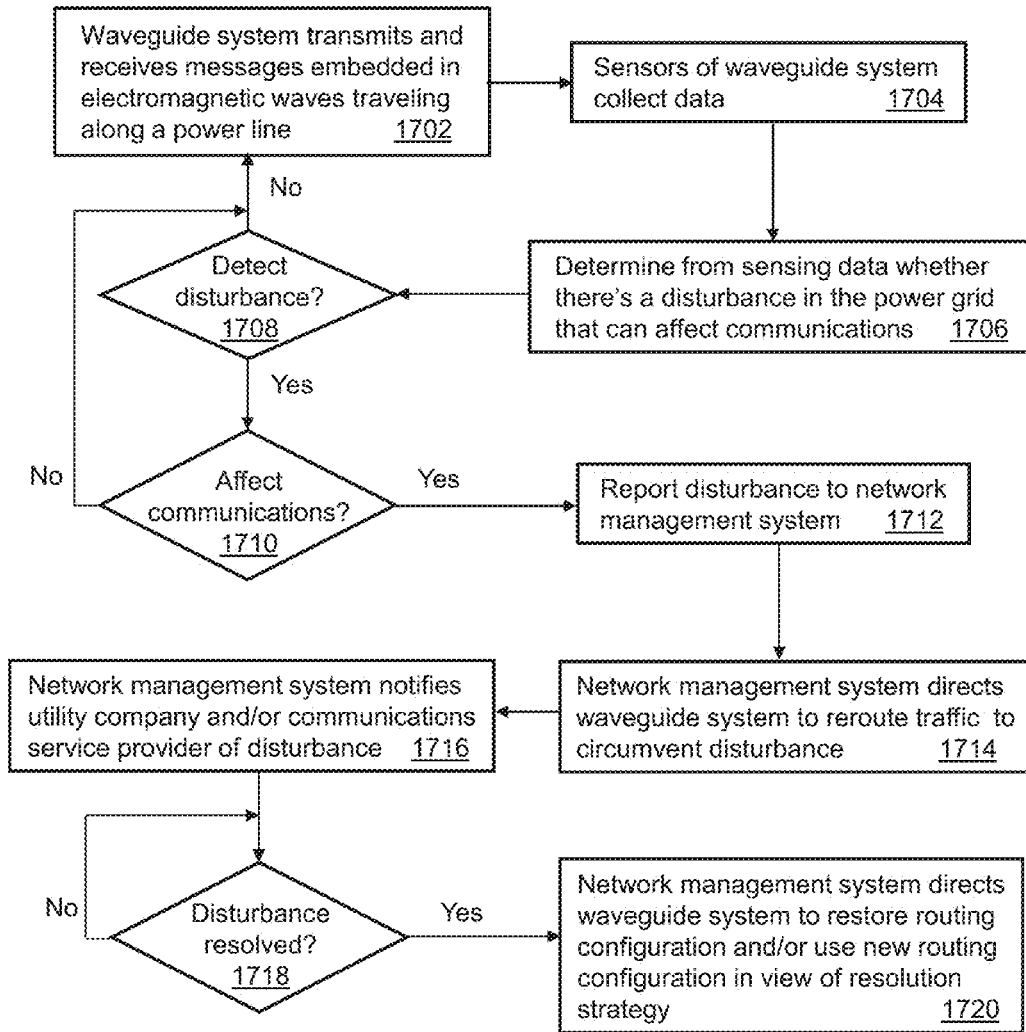 Waveguide system transmits and
receives messages embedded in
electromagnetic waves traveling
along a power line 1702
Sensors of waveguide system
collect data 1704
No
Detect
disturbance?
1708
Determine from sensing data whether
there's a disturbance in the power grid
that can affect communications 1706
Yes
No
Affect
communications?
1710
Yes
Report disturbance to network
management system 1712
Network management system notifies
utility company and/or communications
service provider of disturbance 1716
Network management system directs
waveguide system to reroute traffic to
circumvent disturbance 1714
No
Disturbance
resolved?
1718
Yes
Network management system directs
waveguide system to restore routing
configuration and/or use new routing
configuration in view of resolution
strategy 1720